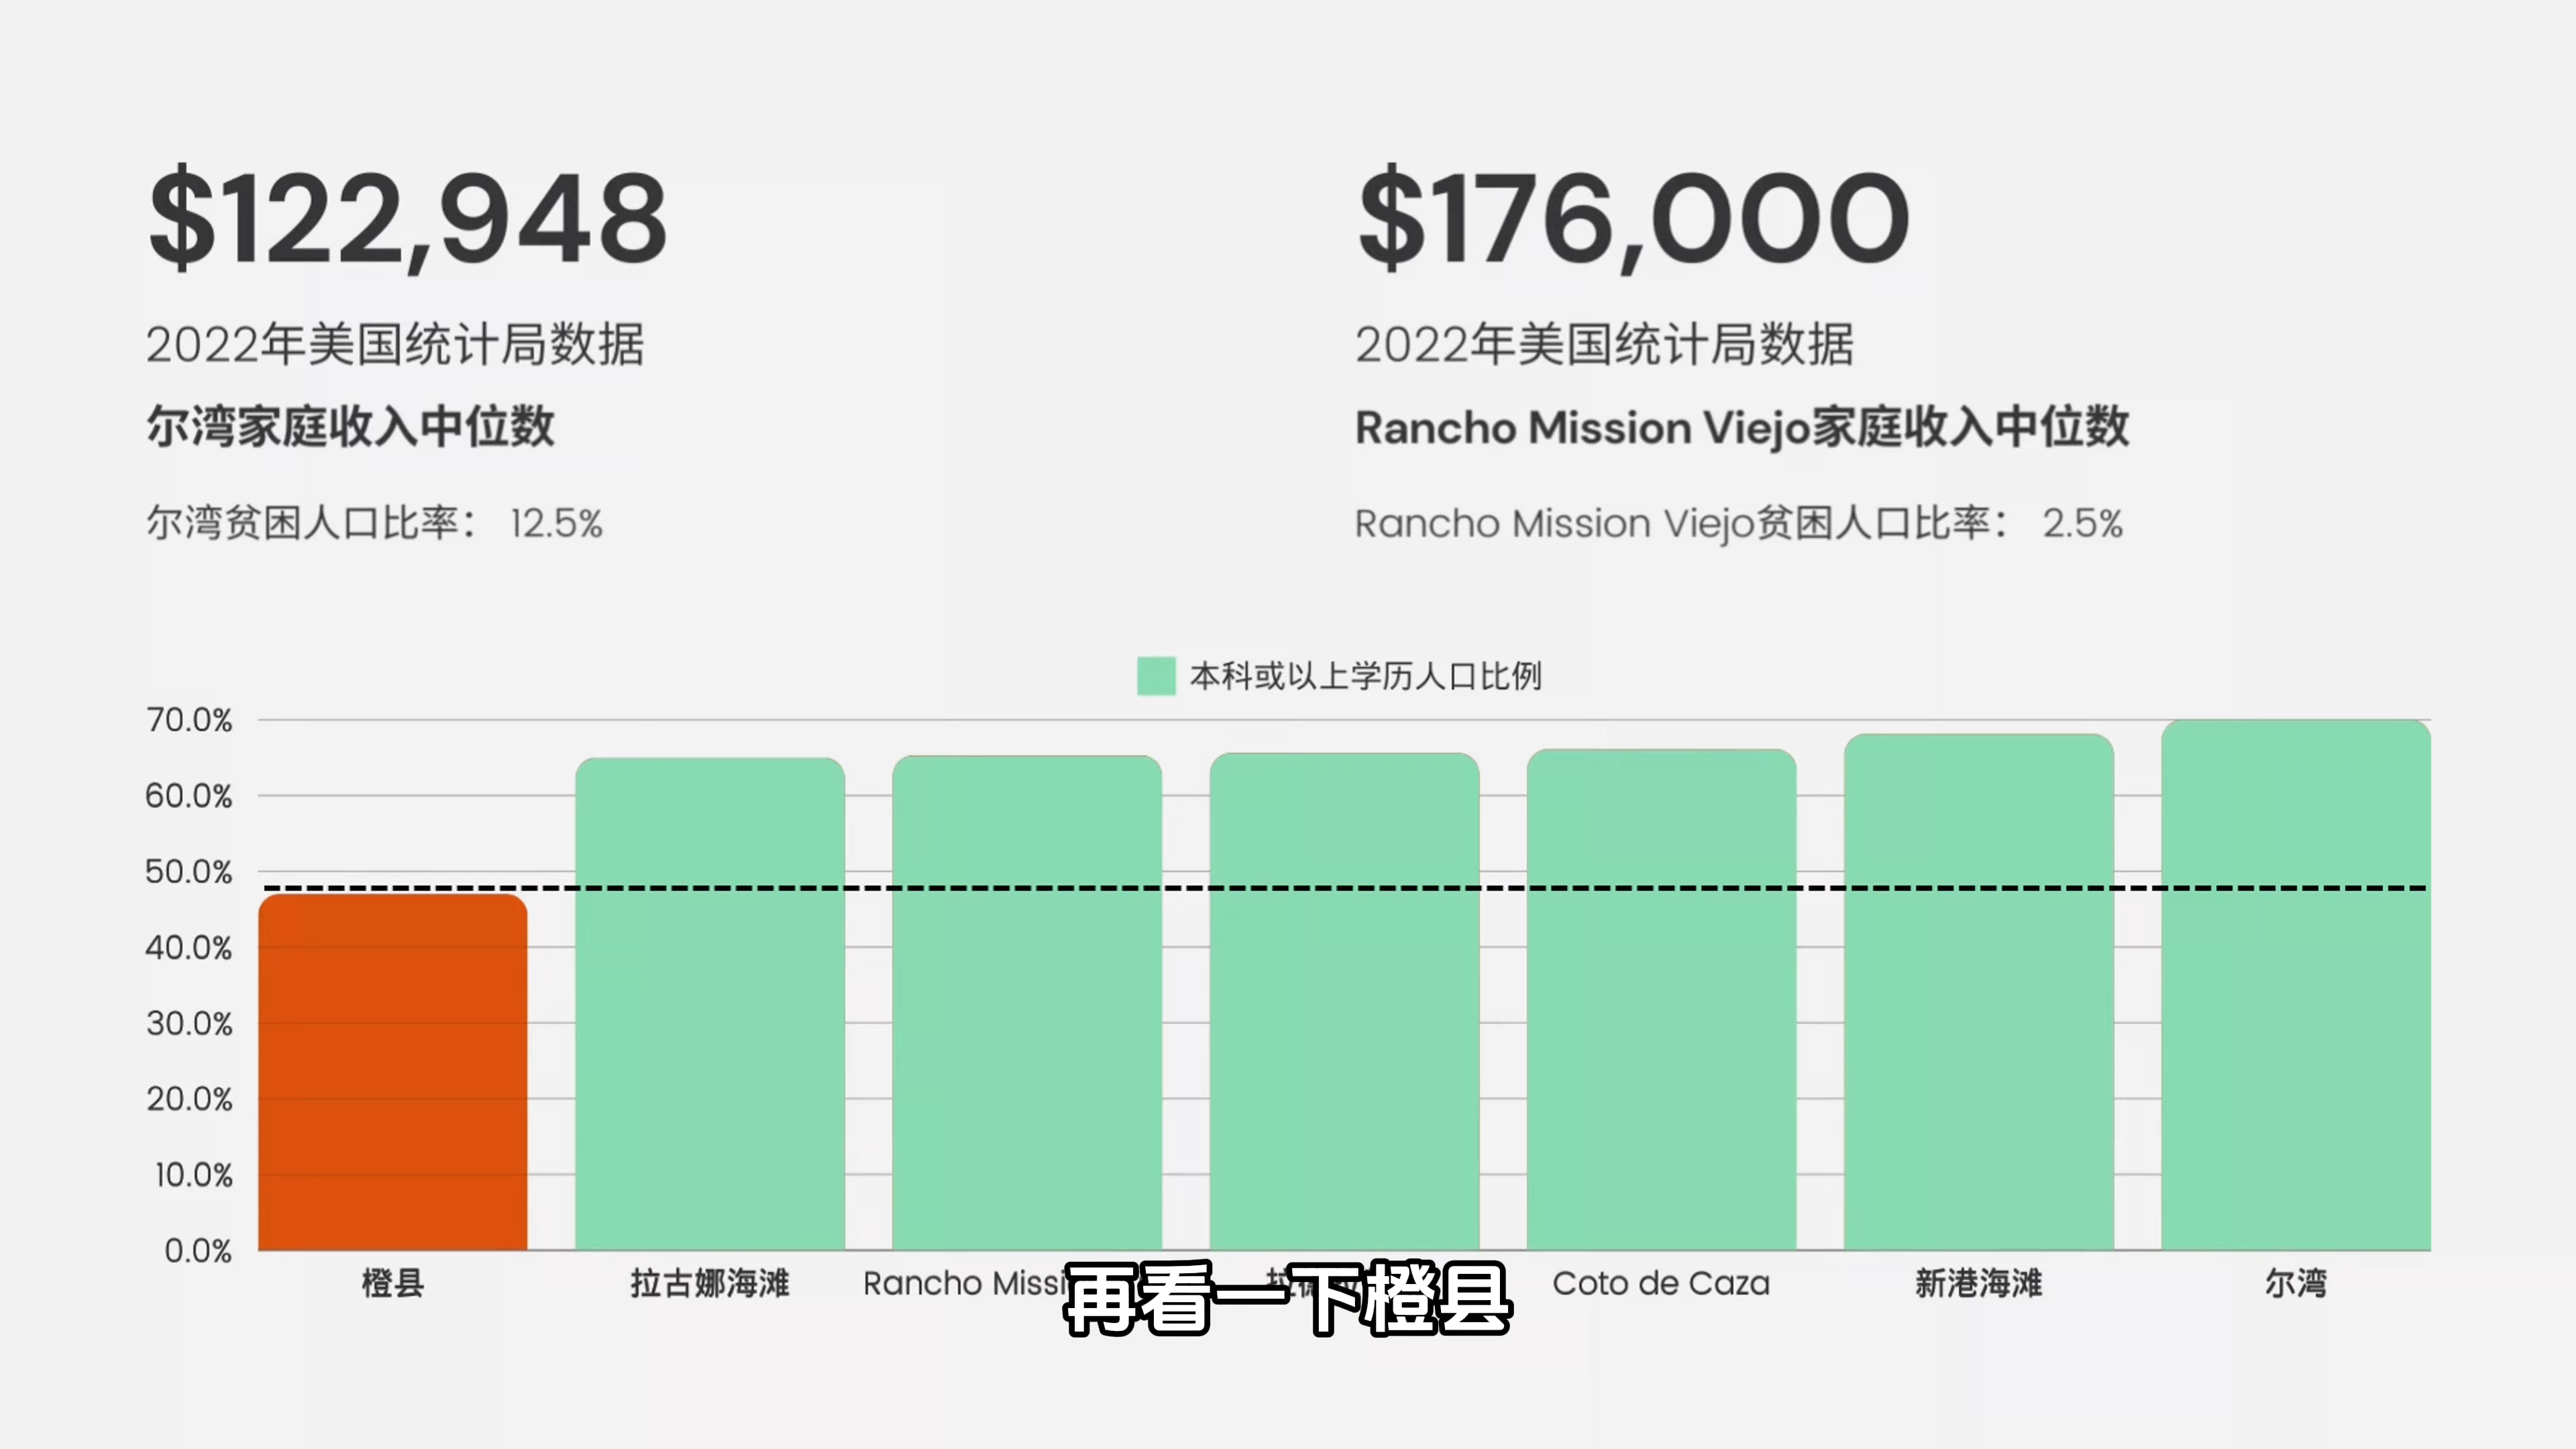 $122,948
2022年美国统计局数据
尔湾家庭收入中位数
尔湾贫困人口比率： 12.5%
$176,000
2022年美国统计局数据
Rancho Mission Viejo家庭收入中位数
Rancho Mission Viejo贫困人口比率： 2.5%
本科或以上学历人口比例
70.0%
60.0%
50.0%
40.0%
30.0%
20.0%
10.0%
0.0%
橙县
拉古娜海滩
Rancho
Coto de Caza
新港海滩
尔湾
再看一下橙县